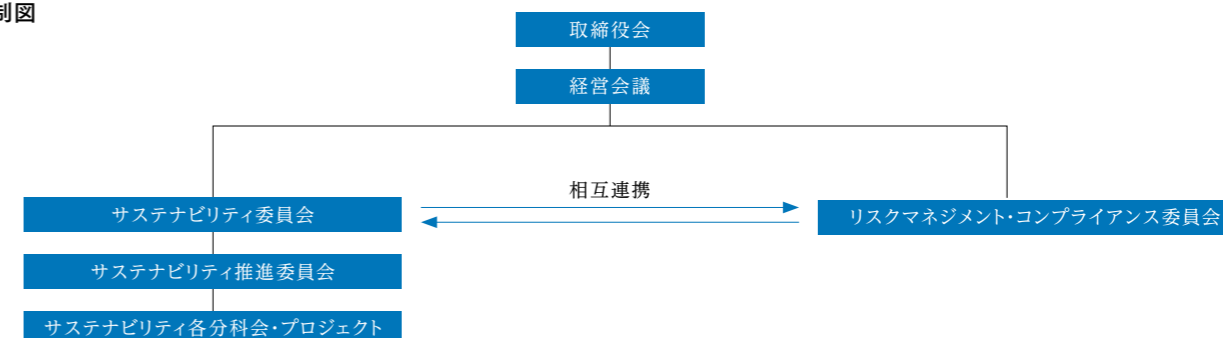 制図
取締役会
経営会議
相互連携
サステナビリティ委員会
リスクマネジメント・コンプライアンス委員会
サステナビリティ推進委員会
サステナビリティ各分科会・プロジェクト